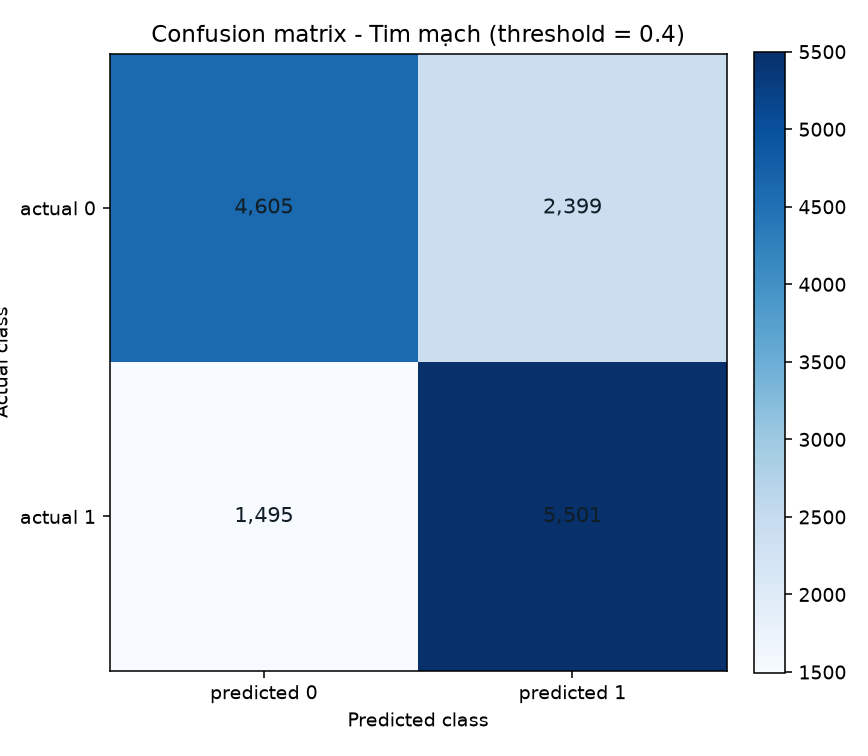 Confusion matrix - Tim mạch (threshold = 0.4)
5500
5000
4500
4000
3500
3000
2500
2000
1500
actual 0
4,605
2,399
Actual class
actual 1
1,495
5,501
predicted 0
predicted 1
Predicted class